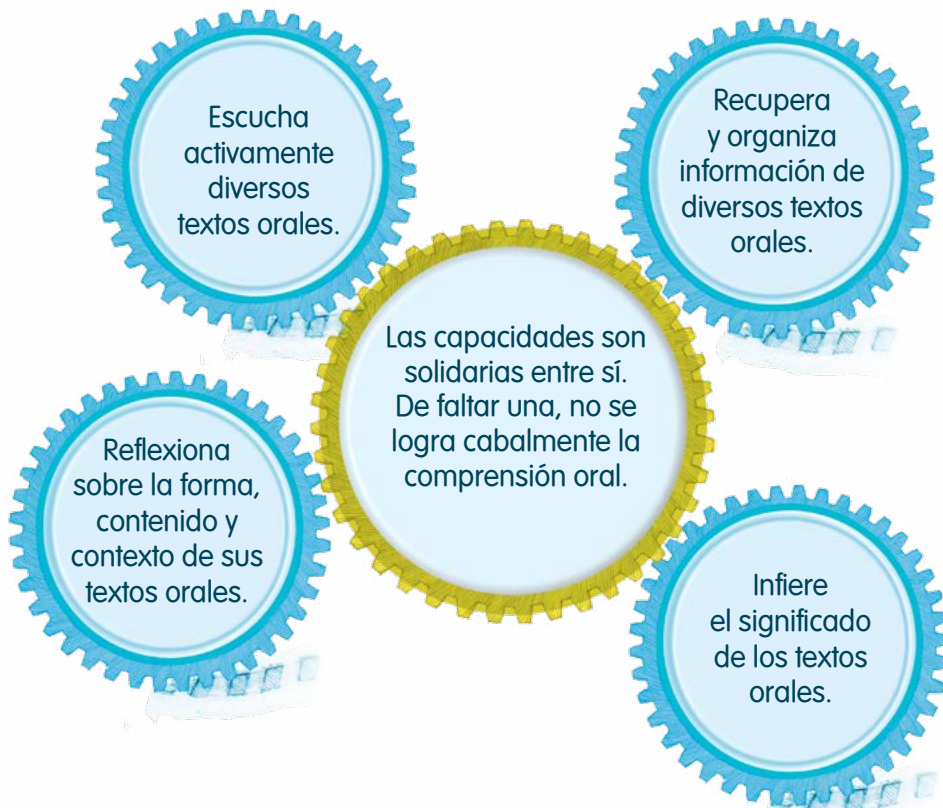 Escucha
activamente
diversos
textos orales.
Recupera
y organiza
información de
diversos textos
orales.
Las capacidades son
solidarias entre sí.
De faltar una, no se
logra cabalmente la
comprensión oral.
Reflexiona
sobre la forma,
contenido y
contexto de sus
textos orales.
Infiere
el significado
de los textos
orales.